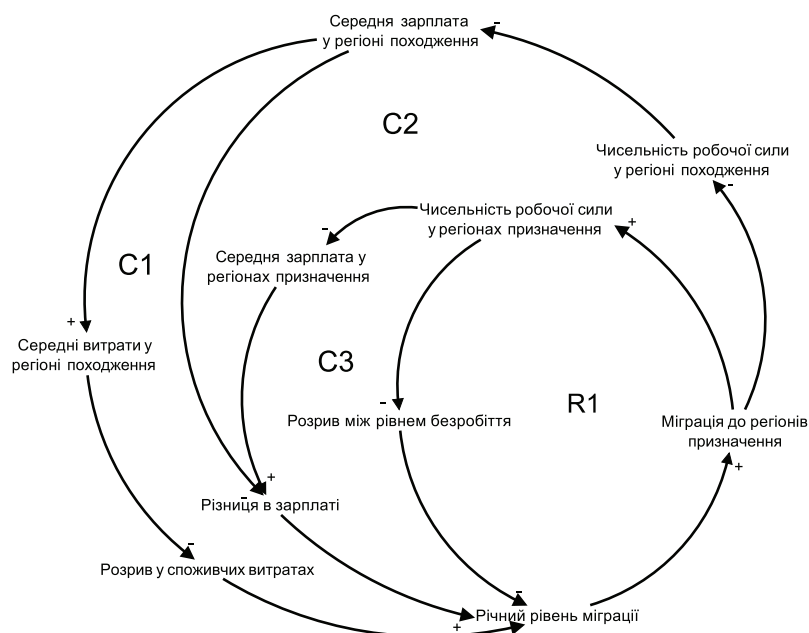 Середня зарплата
у регіоні походження
-
C2
Чисельність робочої сили
у регіоні походження
-
Чисельність робочої сили
у регіонах призначення
+
-
Середня зарплата у
регіонах призначення
C1
+
Середні витрати у
регіоні походження
C3
-
Розрив між рівнем безробіття
R1
Міграція до регіонів
призначення
+
+
-
Різниця в зарплаті
-
Розрив у споживчих витратах
-
Річний рівень міграції
+